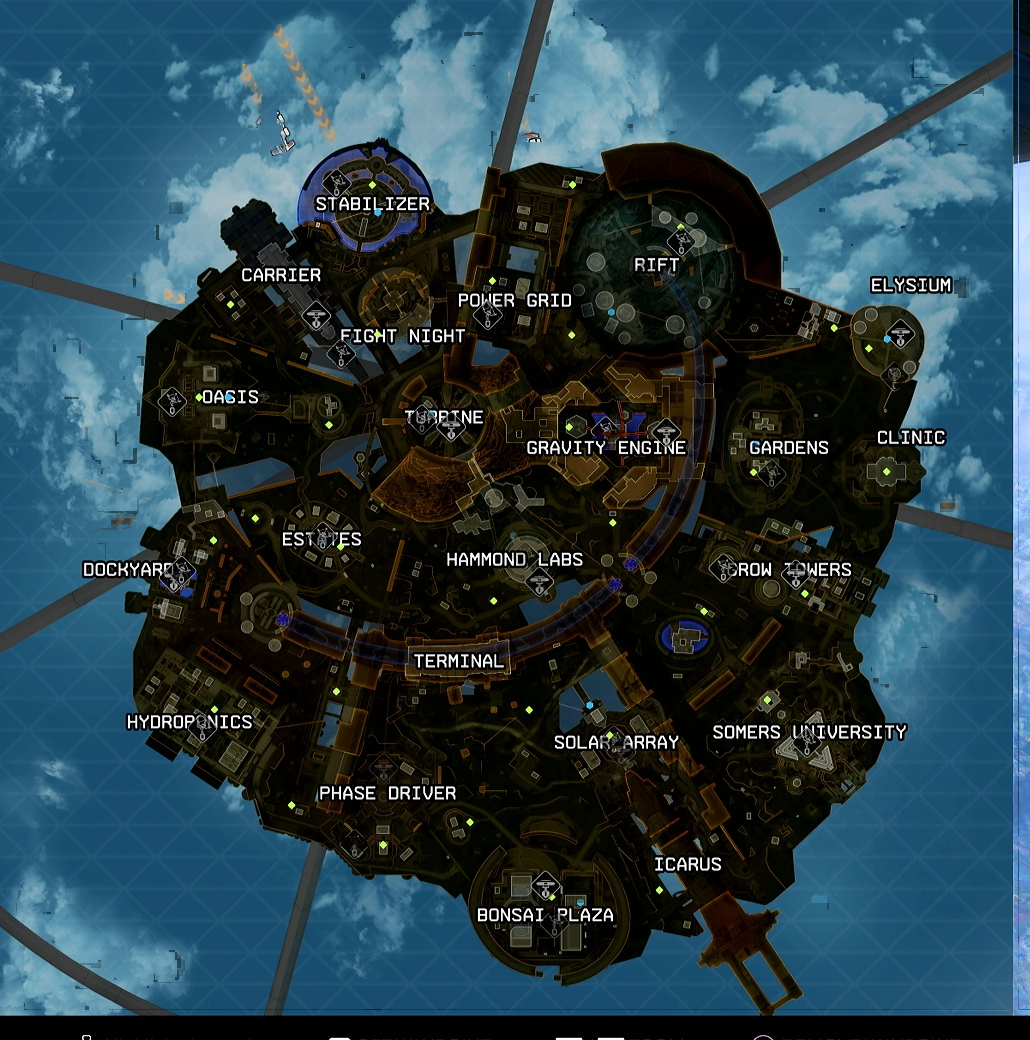 STABILIZER
CARRIER
RIFT
ELYSIUM
POWER GRID
FIGHT NIGHT
OASIS
TURBINE
GRAVITY ENGINE
GARDENS
CLINIC
ESTATES
HAMMOND LABS
DOCKYARD
GROW TOWERS
TERMINAL
HYDROPONICS
SOLAR ARRAY
SOMERS UNIVERSITY
PHASE DRIVER
ICARUS
BONSAI PLAZA